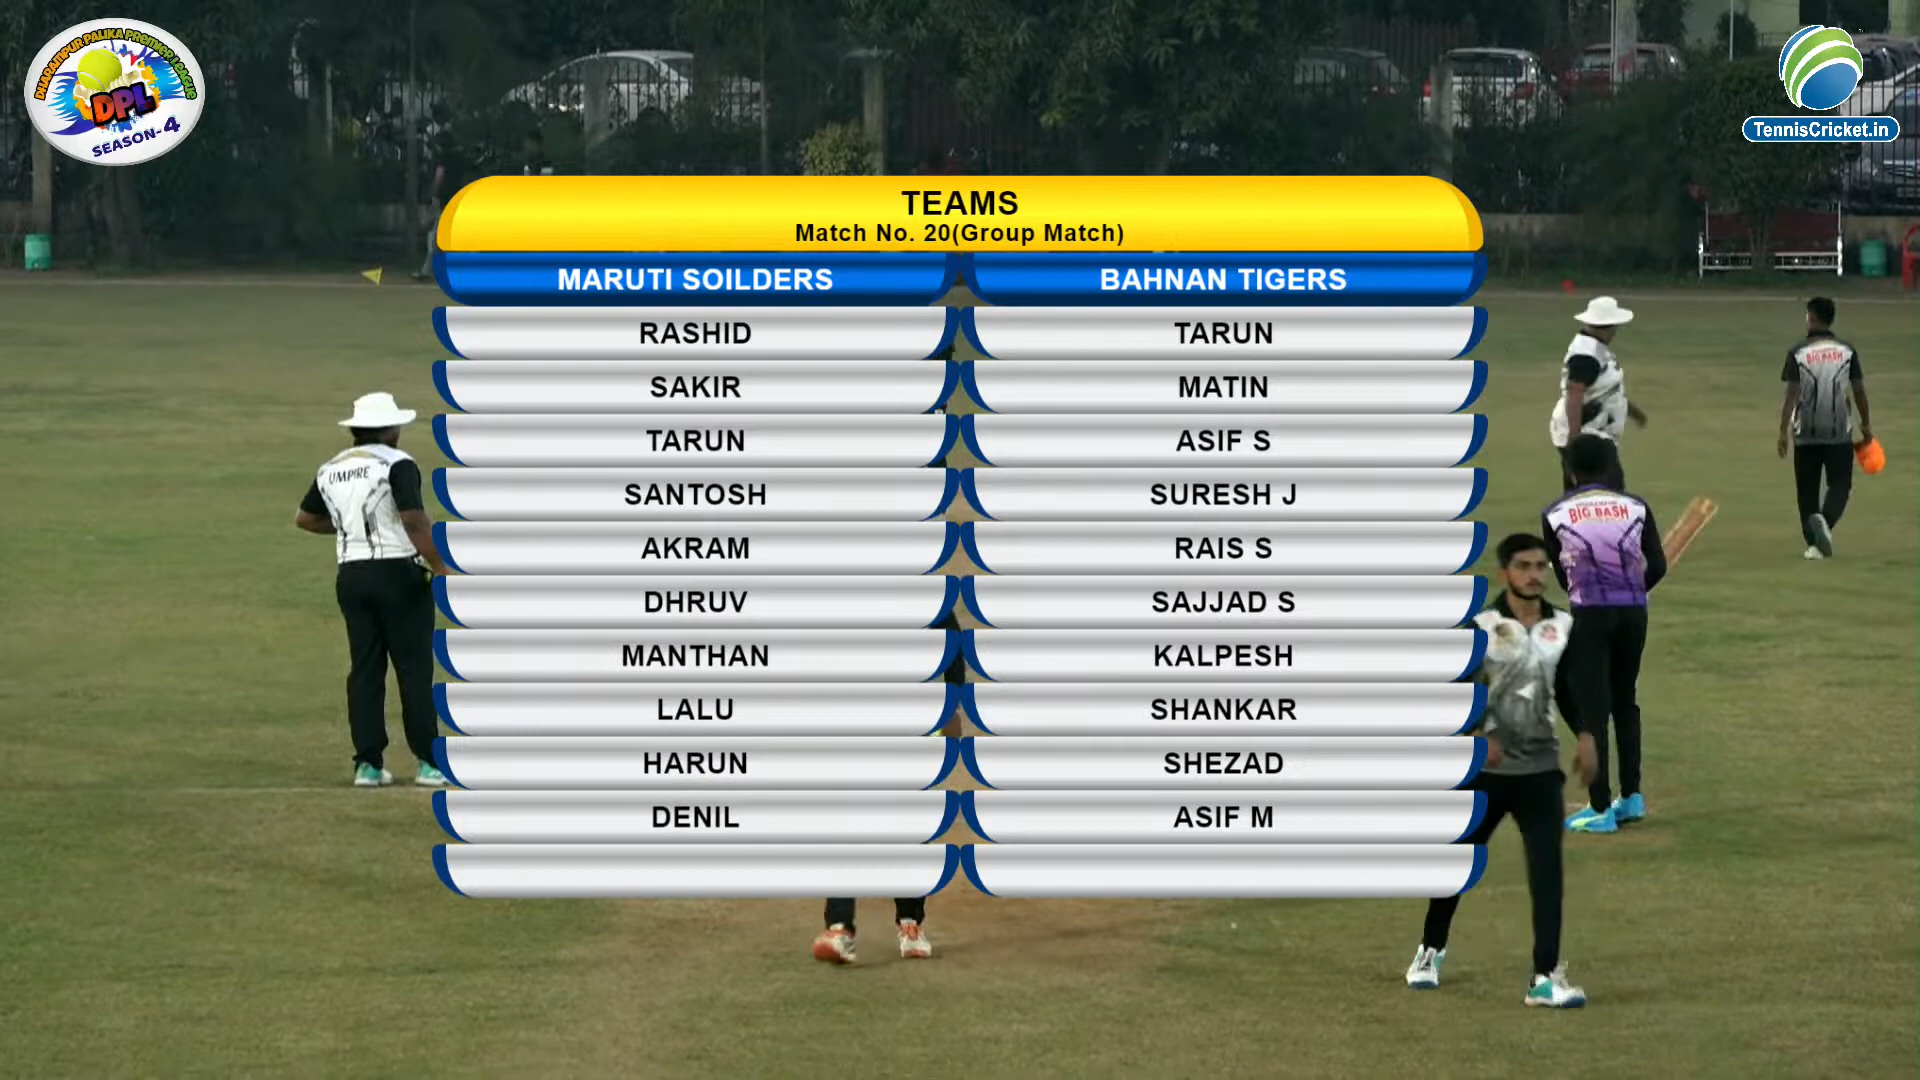 DHARAMPUR PALIKA PREMIER LEAGUE
DPL
SEASON-4
TennisCricket.in
TEAMS
Match No. 20(Group Match)
MARUTI SOILDERS
BAHNAN TIGERS
RASHID
TARUN
SAKIR
MATIN
TARUN
ASIF S
SANTOSH
SURESH J
AKRAM
RAIS S
DHRUV
SAJJAD S
MANTHAN
KALPESH
LALU
SHANKAR
HARUN
SHEZAD
DENIL
ASIF M
UMPIRE
BIG BASH
BIG BASH